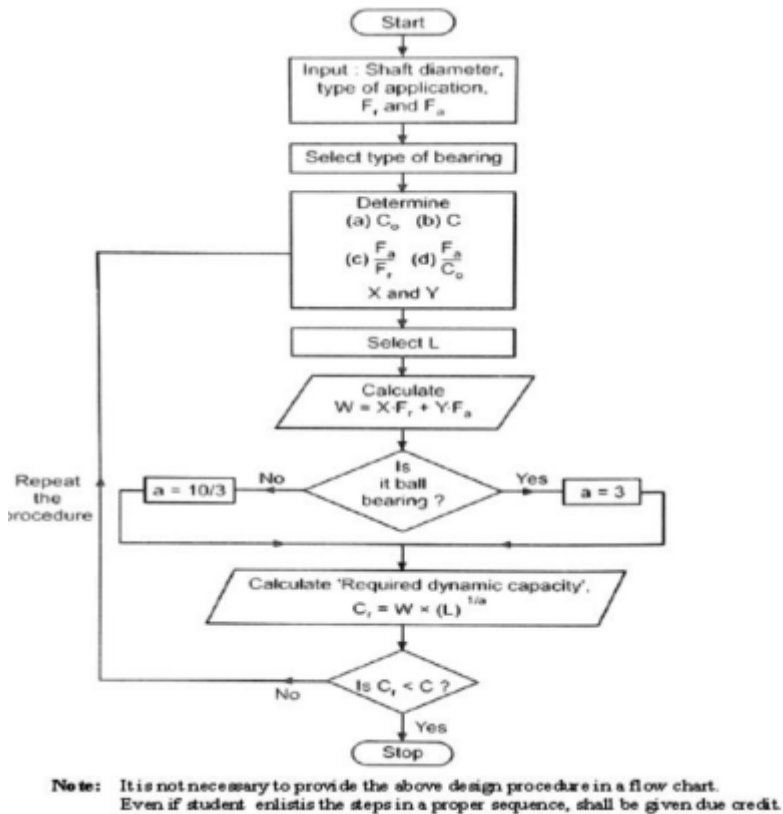 Start
Input : Shaft diameter,
type of application,
Fr and Fa
Select type of bearing
Determine
(a) Co (b) C
(c) Fa/Fr (d) Fa/Co
X and Y
Select L
Calculate
W = X·Fr + Y·Fa
Is
it ball
bearing ?
No
a = 10/3
Yes
a = 3
Repeat
the
procedure
Calculate 'Required dynamic capacity',
Cr = W × (L) 1/a
Is Cr < C ?
No
Yes
Stop
Note: It is not necessary to provide the above design procedure in a flow chart.
Even if student enlistis the steps in a proper sequence, shall be given due credit.